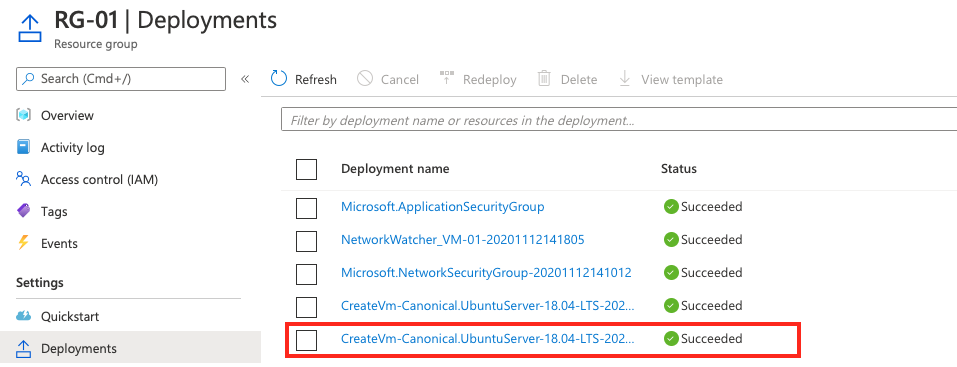 RG-01 | Deployments
Resource group
Search (Cmd+/)
«
Refresh
Cancel
Redeploy
Delete
View template
Overview
Activity log
Access control (IAM)
Tags
Events
Settings
Quickstart
Deployments
Filter by deployment name or resources in the deployment...
Deployment name Status
Microsoft.ApplicationSecurityGroup Succeeded
NetworkWatcher_VM-01-20201112141805 Succeeded
Microsoft.NetworkSecurityGroup-20201112141012 Succeeded
CreateVm-Canonical.UbuntuServer-18.04-LTS-202... Succeeded
CreateVm-Canonical.UbuntuServer-18.04-LTS-202... Succeeded